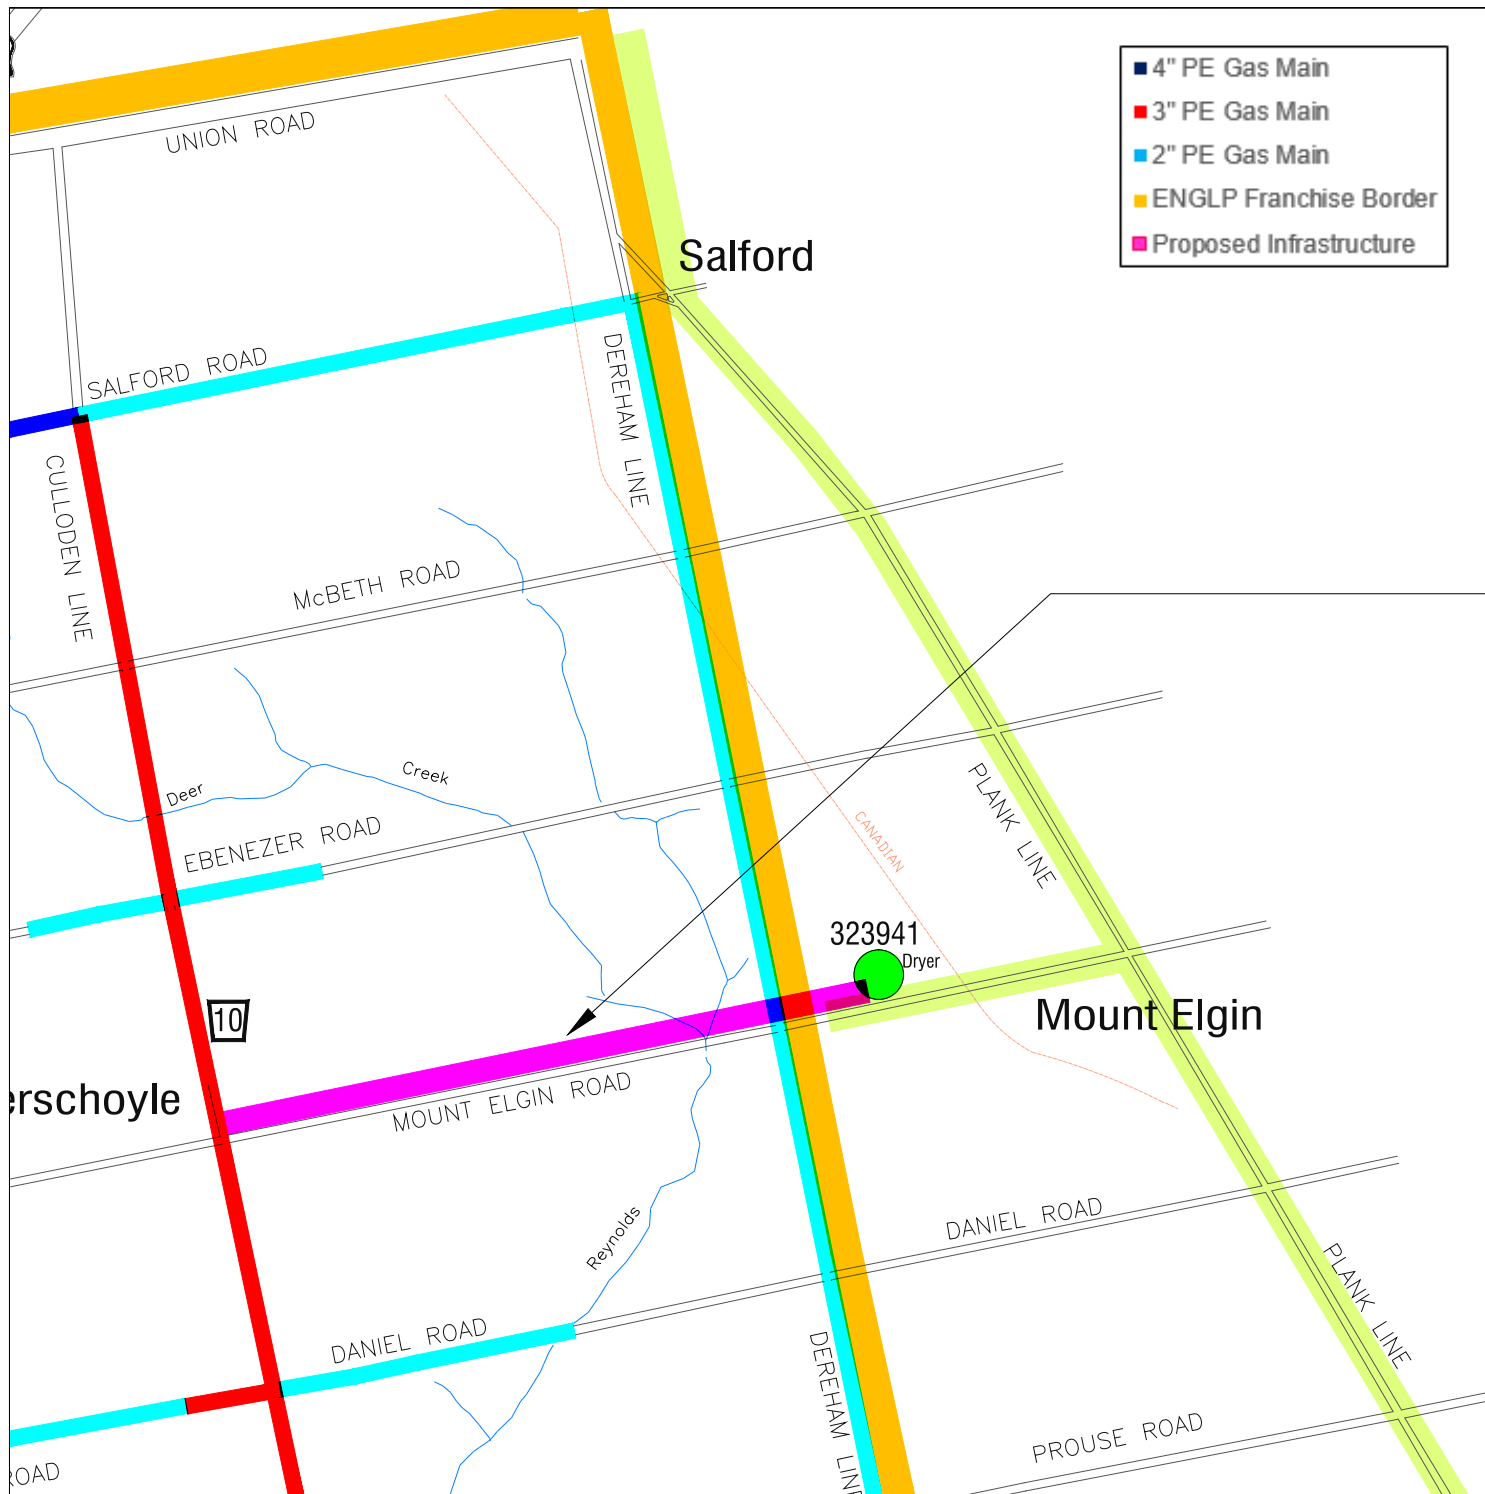 4" PE Gas Main
3" PE Gas Main
2" PE Gas Main
ENGLP Franchise Border
Proposed Infrastructure
UNION ROAD
Salford
SALFORD ROAD
DEREHAM LINE
CULLODEN LINE
McBETH ROAD
Creek
Deer
PLANK LINE
EBENEZER ROAD
CANADIAN
323941
Dryer
10
Mount Elgin
erschoyle
MOUNT ELGIN ROAD
Reynolds
DANIEL ROAD
PLANK LINE
DANIEL ROAD
DEREHAM LINE
PROUSE ROAD
ROAD